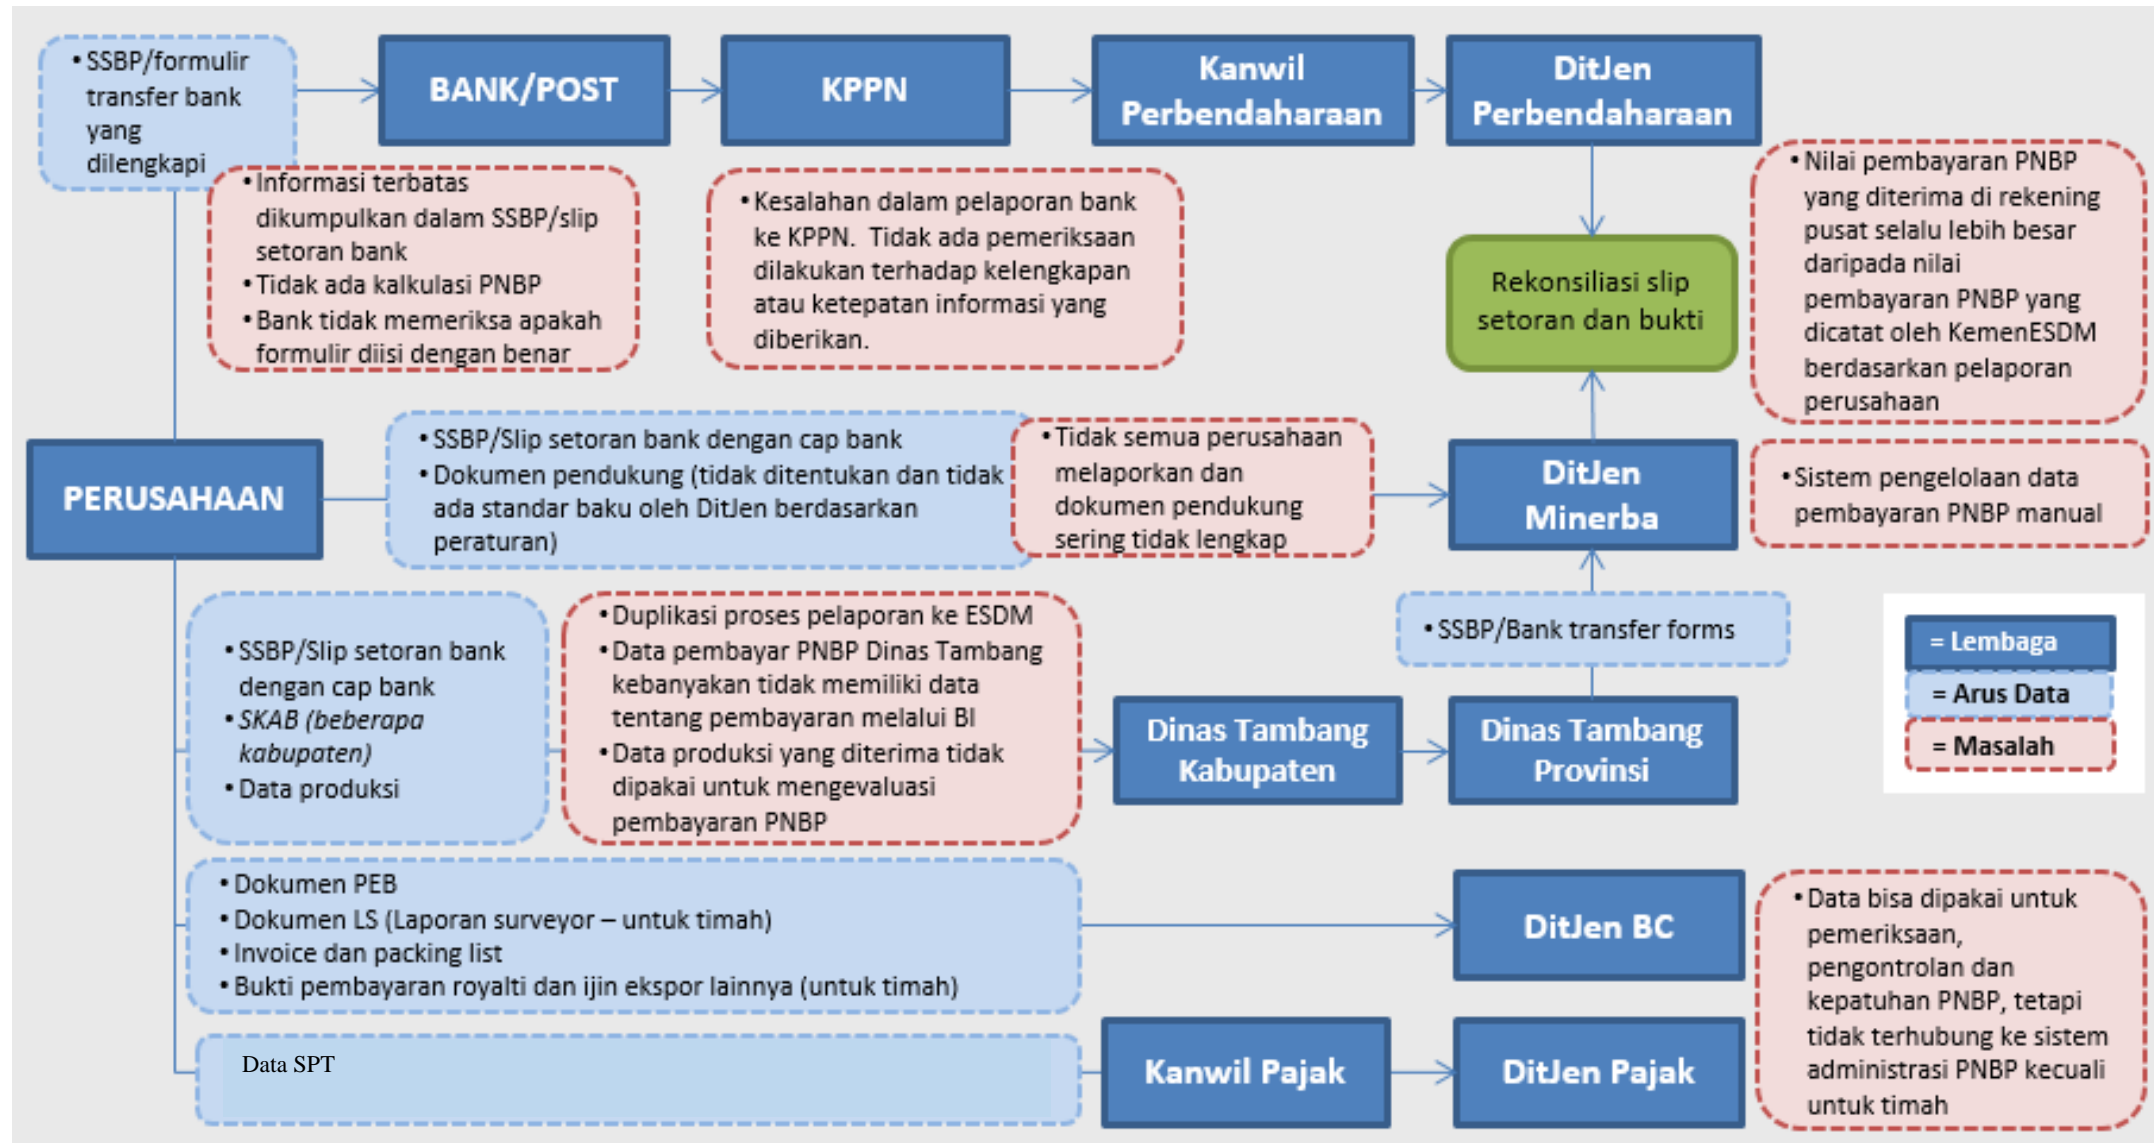 • SSBP/formulir
transfer bank
yang
dilengkapi
BANK/POST
KPPN
Kanwil
Perbendaharaan
DitJen
Perbendaharaan
• Informasi terbatas
dikumpulkan dalam SSBP/slip
setoran bank
• Tidak ada kalkulasi PNBP
• Bank tidak memeriksa apakah
formulir diisi dengan benar
• Kesalahan dalam pelaporan bank
ke KPPN. Tidak ada pemeriksaan
dilakukan terhadap kelengkapan
atau ketepatan informasi yang
diberikan.
Rekonsiliasi slip
setoran dan bukti
• Nilai pembayaran PNBP
yang diterima di rekening
pusat selalu lebih besar
daripada nilai
pembayaran PNBP yang
dicatat oleh KemenESDM
berdasarkan pelaporan
perusahaan
PERUSAHAAN
• SSBP/Slip setoran bank dengan cap bank
• Dokumen pendukung (tidak ditentukan dan tidak
ada standar baku oleh DitJen berdasarkan
peraturan)
• Tidak semua perusahaan
melaporkan dan
dokumen pendukung
sering tidak lengkap
DitJen
Minerba
• Sistem pengelolaan data
pembayaran PNBP manual
• SSBP/Slip setoran bank
dengan cap bank
• SKAB (beberapa
kabupaten)
• Data produksi
• Duplikasi proses pelaporan ke ESDM
• Data pembayar PNBP Dinas Tambang
kebanyakan tidak memiliki data
tentang pembayaran melalui BI
• Data produksi yang diterima tidak
dipakai untuk mengevaluasi
pembayaran PNBP
• SSBP/Bank transfer forms
Dinas Tambang
Kabupaten
Dinas Tambang
Provinsi
= Lembaga
= Arus Data
= Masalah
• Dokumen PEB
• Dokumen LS (Laporan surveyor – untuk timah)
• Invoice dan packing list
• Bukti pembayaran royalti dan ijin ekspor lainnya (untuk timah)
DitJen BC
• Data bisa dipakai untuk
pemeriksaan,
pengontrolan dan
kepatuhan PNBP, tetapi
tidak terhubung ke sistem
administrasi PNBP kecuali
untuk timah
Data SPT
Kanwil Pajak
DitJen Pajak